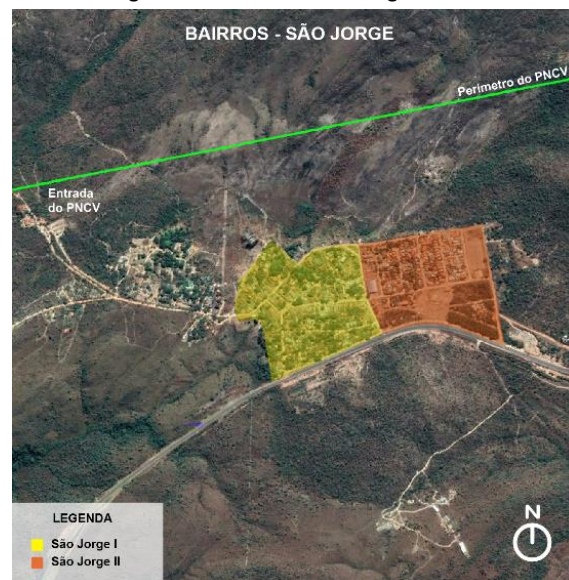 BAIRROS - SÃO JORGE
Perímetro do PNCV
Entrada
do PNCV
LEGENDA
São Jorge I
São Jorge II
N